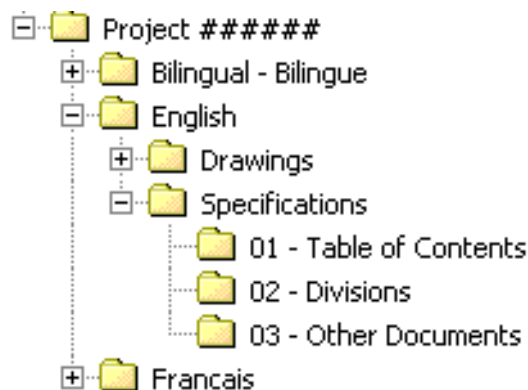 Project ######
Bilingual - Bilingue
English
Drawings
Specifications
01 - Table of Contents
02 - Divisions
03 - Other Documents
Francais